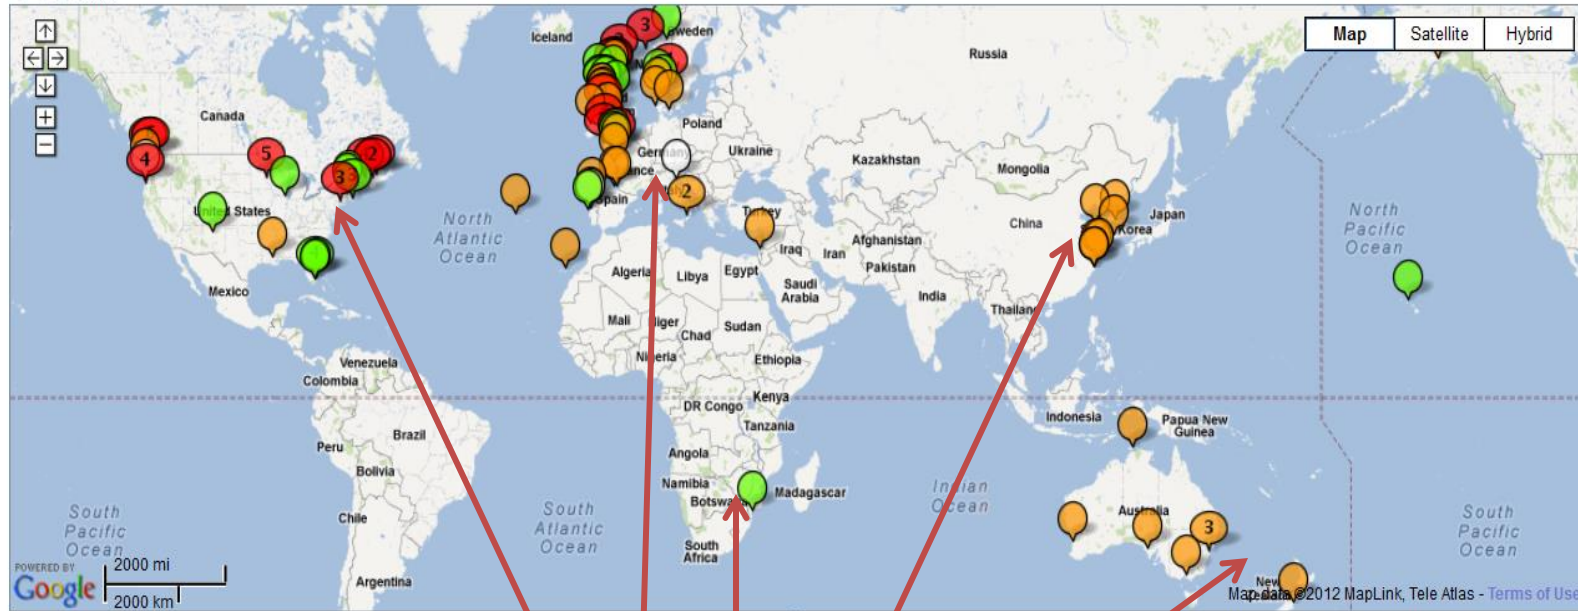 Map
Satellite
Hybrid
Iceland
Sweden
Russia
Canada
Poland
Ukraine
Kazakhstan
Mongolia
United States
Spain
Turkey
North
Atlantic
Ocean
China
Japan
Korea
North
Pacific
Ocean
Iraq
Iran
Afghanistan
Pakistan
Mexico
Algeria
Libya
Egypt
Saudi
Arabia
India
Thailand
Mali
Niger
Chad
Sudan
Nigeria
Ethiopia
Venezuela
Colombia
DR Congo
Kenya
Tanzania
Indonesia
Papua New
Guinea
Peru
Brazil
Angola
Bolivia
Namibia
Botswana
Madagascar
Indian
Ocean
Australia
3
South
Pacific
Ocean
Chile
South
Atlantic
Ocean
South
Africa
South
Pacific
Ocean
Argentina
New
POWERED BY
Google
2000 mi
2000 km
Map data ©2012 MapLink, Tele Atlas - Terms of Use
4
5
2
3
3
2